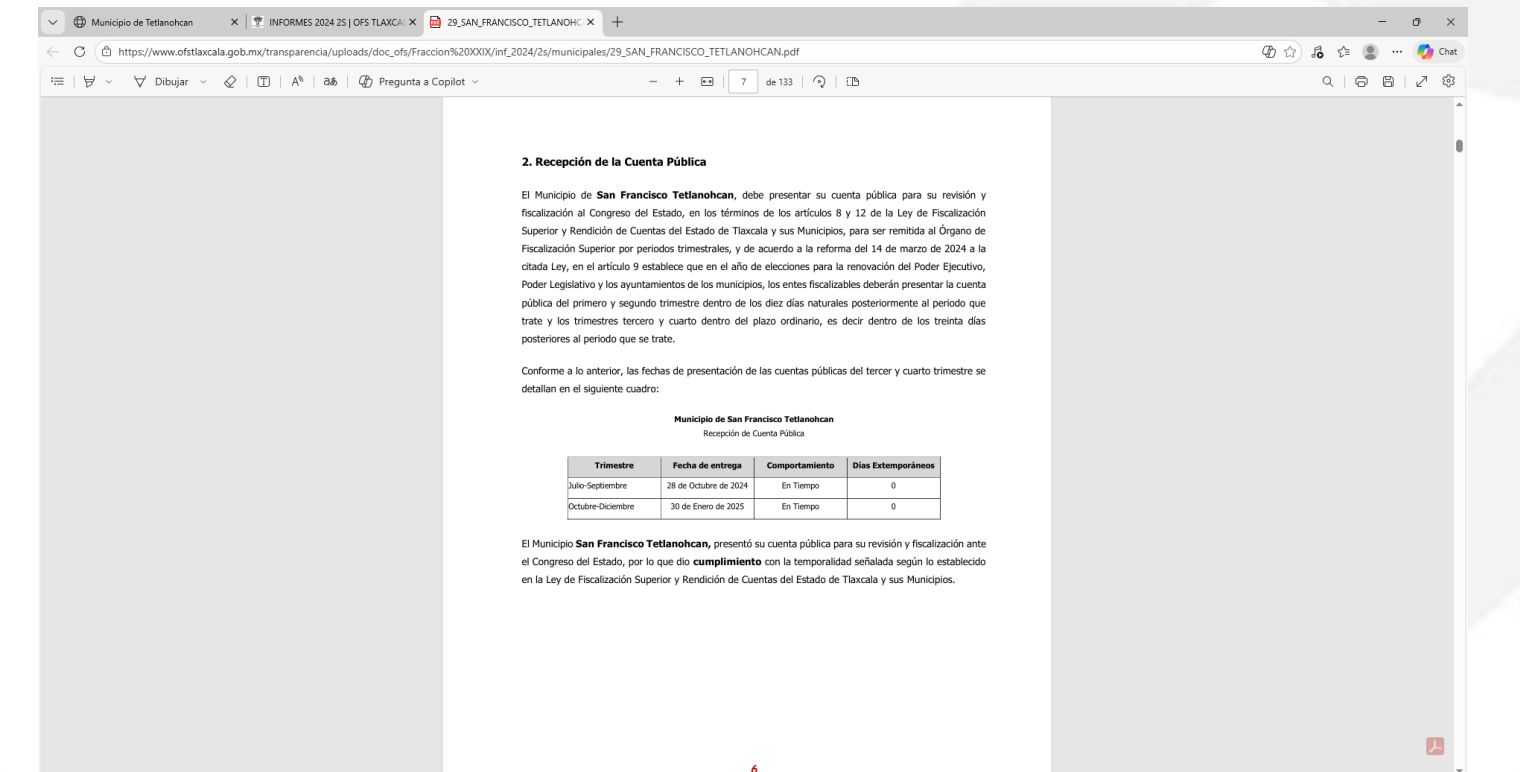 Municipio de Tetlanohcan
INFORMES 2024 2S | OFS TLAXCA
29_SAN_FRANCISCO_TETLANOHC
https://www.ofstlaxcala.gob.mx/transparencia/uploads/doc_ofs/Fraccion%20XXIX/inf_2024/2s/municipales/29_SAN_FRANCISCO_TETLANOHCAN.pdf
Chat
Dibujar
Pregunta a Copilot
7 de 133
2. Recepción de la Cuenta Pública
El Municipio de San Francisco Tetlanohcan, debe presentar su cuenta pública para su revisión y
fiscalización al Congreso del Estado, en los términos de los artículos 8 y 12 de la Ley de Fiscalización
Superior y Rendición de Cuentas del Estado de Tlaxcala y sus Municipios, para ser remitida al Órgano de
Fiscalización Superior por periodos trimestrales, y de acuerdo a la reforma del 14 de marzo de 2024 a la
citada Ley, en el artículo 9 establece que en el año de elecciones para la renovación del Poder Ejecutivo,
Poder Legislativo y los ayuntamientos de los municipios, los entes fiscalizables deberán presentar la cuenta
pública del primero y segundo trimestre dentro de los diez días naturales posteriormente al periodo que
trate y los trimestres tercero y cuarto dentro del plazo ordinario, es decir dentro de los treinta días
posteriores al periodo que se trate.
Conforme a lo anterior, las fechas de presentación de las cuentas públicas del tercer y cuarto trimestre se
detallan en el siguiente cuadro:
Municipio de San Francisco Tetlanohcan
Recepción de Cuenta Pública
Trimestre Fecha de entrega Comportamiento Días Extemporáneos
Julio-Septiembre 28 de Octubre de 2024 En Tiempo 0
Octubre-Diciembre 30 de Enero de 2025 En Tiempo 0
El Municipio San Francisco Tetlanohcan, presentó su cuenta pública para su revisión y fiscalización ante
el Congreso del Estado, por lo que dio cumplimiento con la temporalidad señalada según lo establecido
en la Ley de Fiscalización Superior y Rendición de Cuentas del Estado de Tlaxcala y sus Municipios.
6